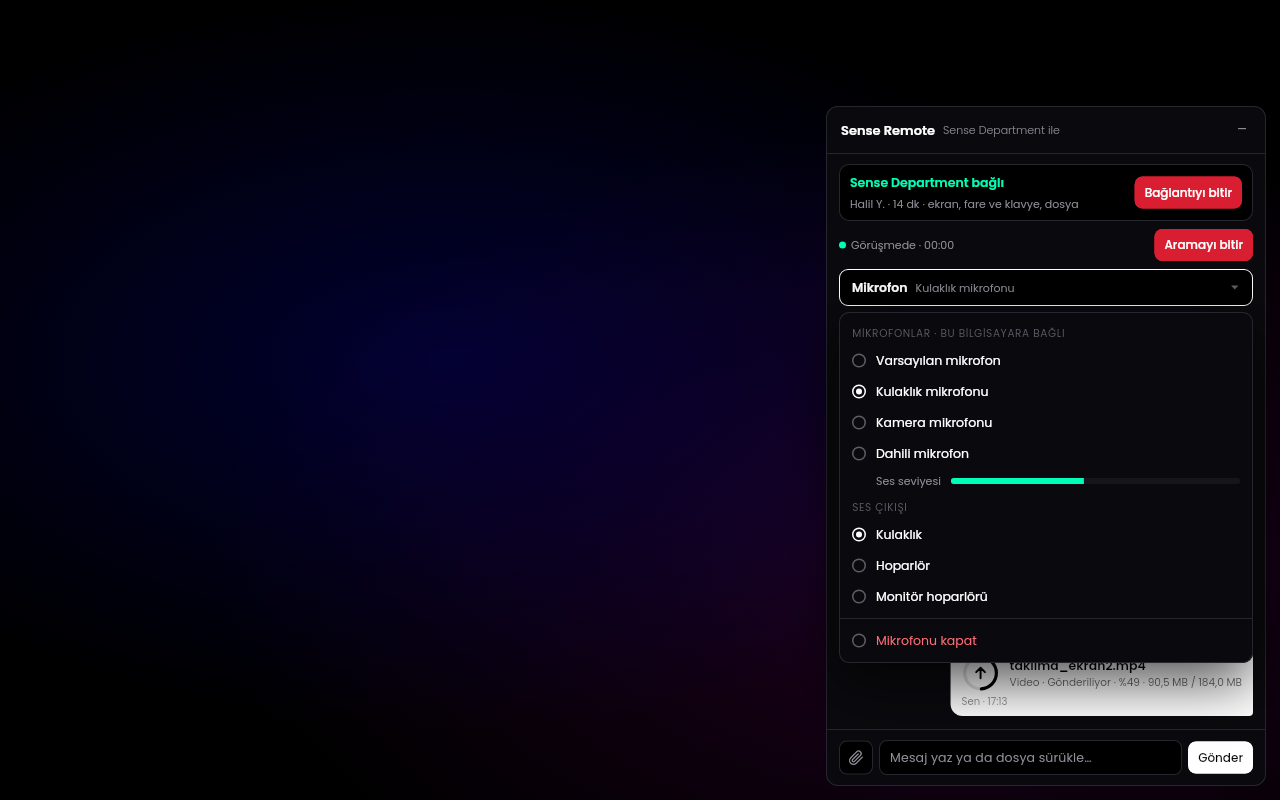 Sense Remote Sense Department ile
Sense Department bağlı
Halil Y. · 14 dk · ekran, fare ve klavye, dosya
Bağlantıyı bitir
Görüşmede · 00:00
Aramayı bitir
Mikrofon Kulaklık mikrofonu
MİKROFONLAR · BU BİLGİSAYARA BAĞLI
Varsayılan mikrofon
Kulaklık mikrofonu
Kamera mikrofonu
Dahili mikrofon
Ses seviyesi
SES ÇIKIŞI
Kulaklık
Hoparlör
Monitör hoparlörü
Mikrofonu kapat
takilma_ekran2.mp4
Video · Gönderiliyor · %49 · 90,5 MB / 184,0 MB
Sen · 17:13
Mesaj yaz ya da dosya sürükle…
Gönder